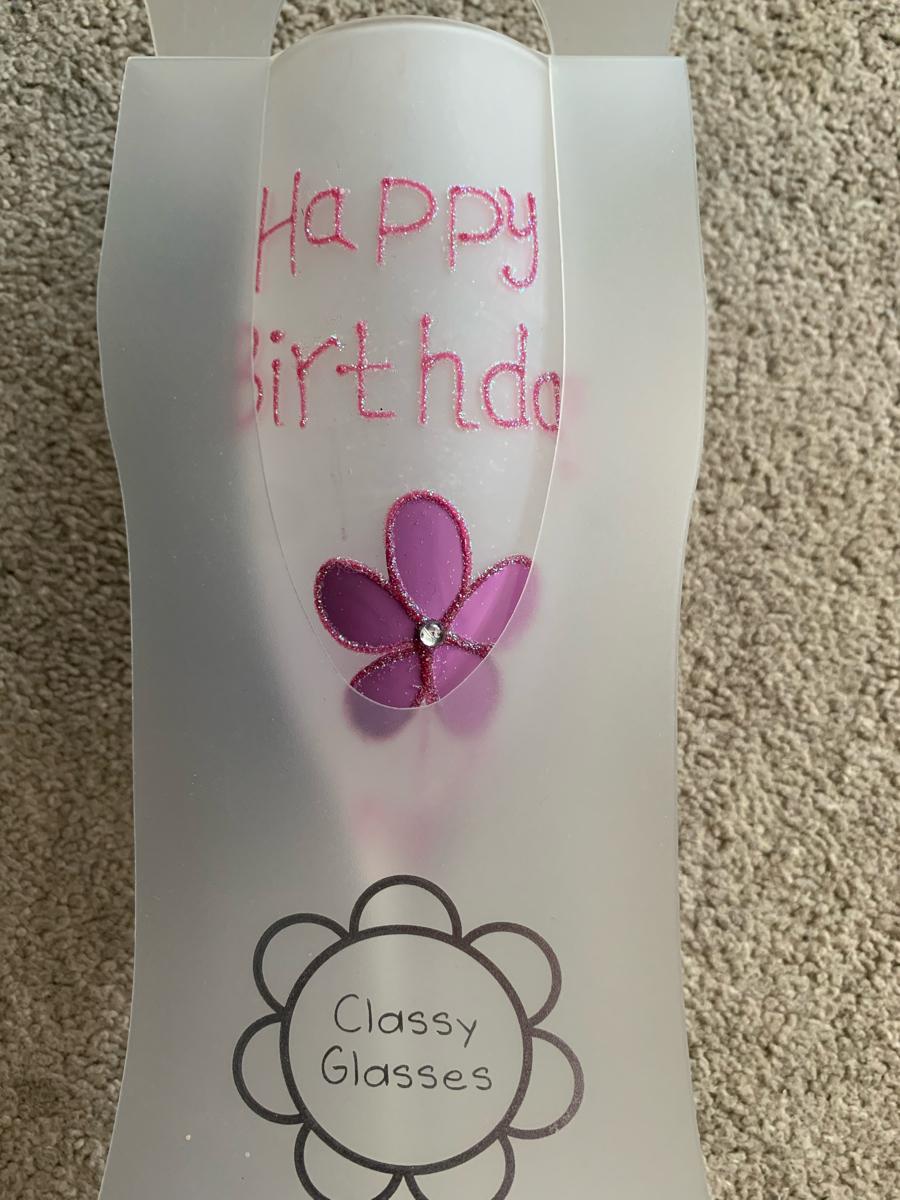 Happy
Birthda
Classy
Glasses